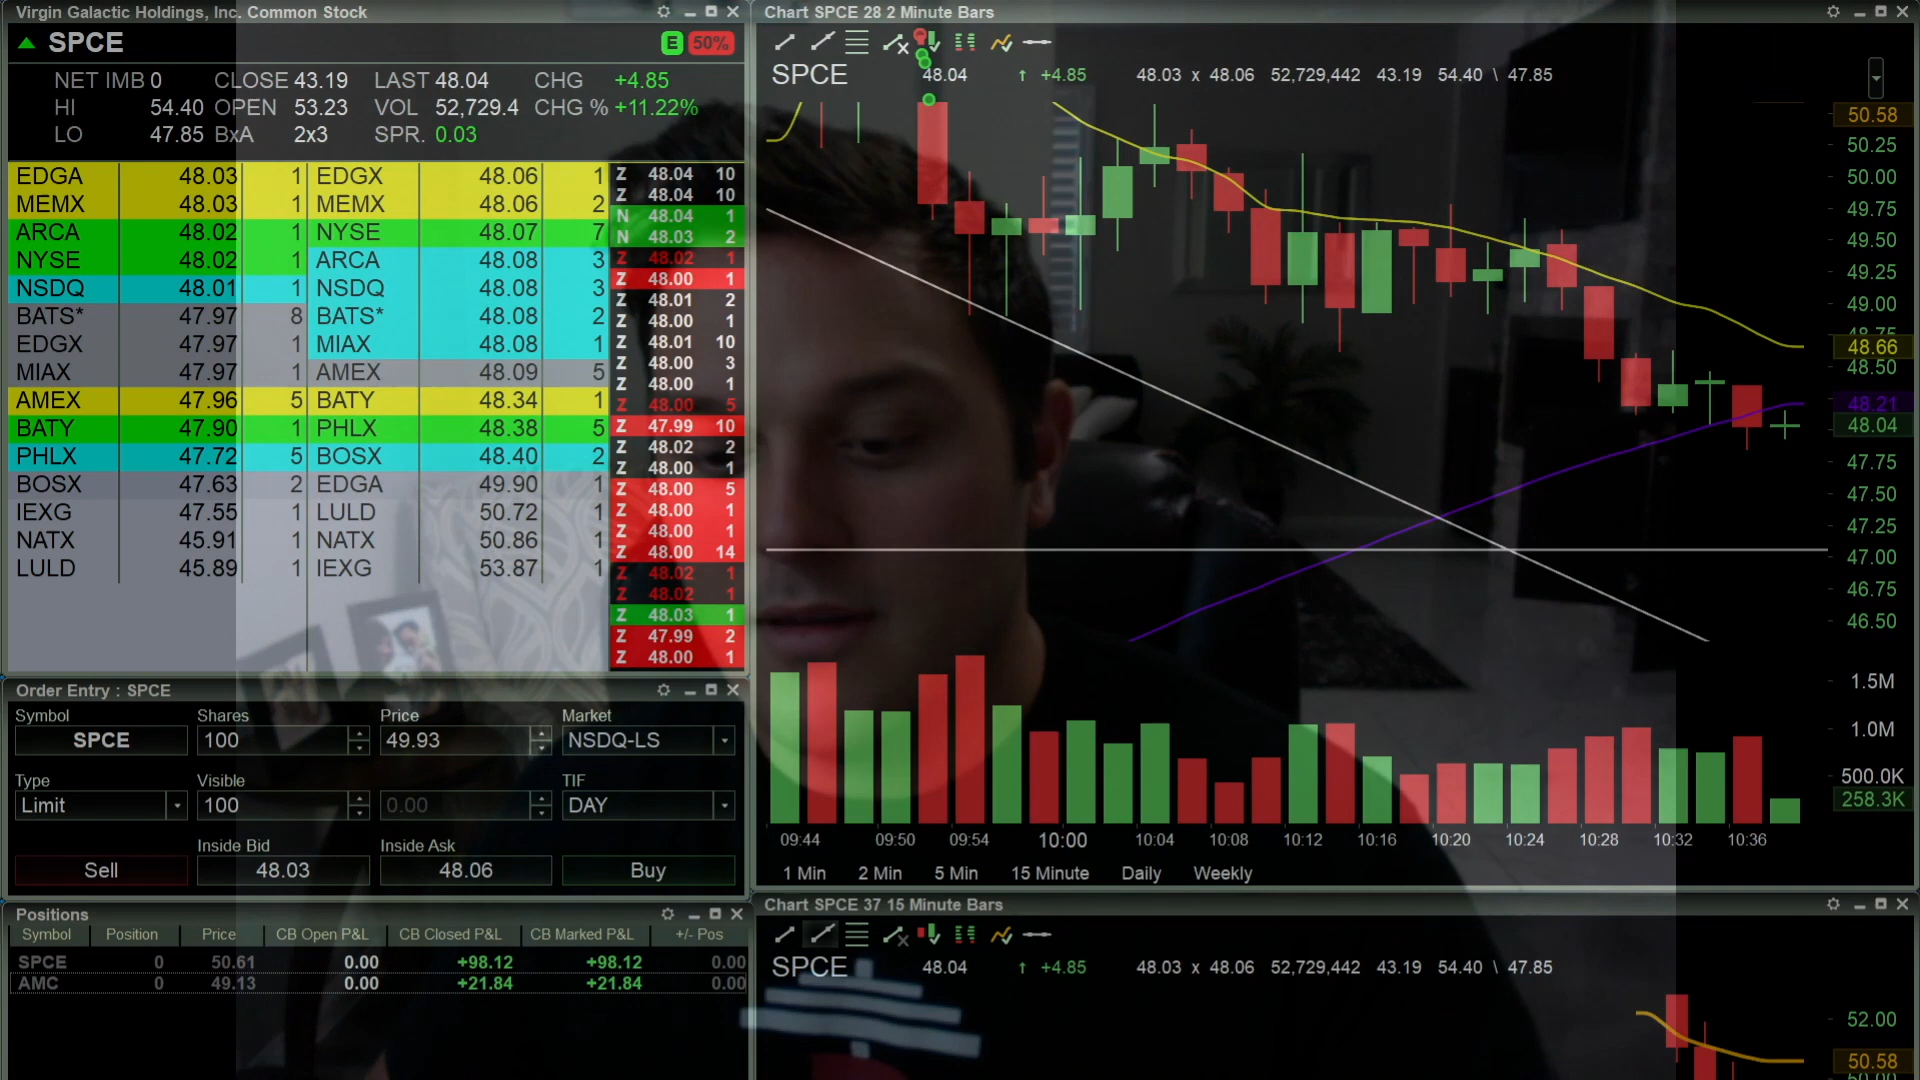 Virgin Galactic Holdings, Inc. Common Stock
SPCE
E 50%
NET IMB 0 CLOSE 43.19 LAST 48.04 CHG +4.85
HI 54.40 OPEN 53.23 VOL 52,729.4 CHG % +11.22%
LO 47.85 BxA 2x3 SPR. 0.03
EDGA 48.03 1 EDGX 48.06 1
MEMX 48.03 1 MEMX 48.06 2
ARCA 48.02 1 NYSE 48.07 7
NYSE 48.02 1 ARCA 48.08 3
NSDQ 48.01 1 NSDQ 48.08 3
BATS* 47.97 8 BATS* 48.08 2
EDGX 47.97 1 MIAX 48.08 1
MIAX 47.97 1 AMEX 48.09 5
AMEX 47.96 5 BATY 48.34 1
BATY 47.90 1 PHLX 48.38 5
PHLX 47.72 5 BOSX 48.40 2
BOSX 47.63 2 EDGA 49.90 1
IEXG 47.55 1 LULD 50.72 1
NATX 45.91 1 NATX 50.86 1
LULD 45.89 1 IEXG 53.87 1
Z 48.04 10
Z 48.04 10
N 48.04 1
N 48.03 2
Z 48.02 1
Z 48.00 1
Z 48.01 2
Z 48.00 1
Z 48.01 10
Z 48.00 3
Z 48.00 1
Z 48.00 5
Z 47.99 10
Z 48.02 2
Z 48.00 1
Z 48.00 5
Z 48.00 1
Z 48.00 1
Z 48.00 14
Z 48.02 1
Z 48.02 1
Z 48.03 1
Z 47.99 2
Z 48.00 1
Order Entry : SPCE
Symbol Shares Price Market
SPCE 100 49.93 NSDQ-LS
Type Visible TIF
Limit 100 0.00 DAY
Inside Bid Inside Ask
Sell 48.03 48.06 Buy
Positions
Symbol Position Price CB Open P&L CB Closed P&L CB Marked P&L +/- Pos
SPCE 0 50.61 0.00 +98.12 +98.12 0.00
AMC 0 49.13 0.00 +21.84 +21.84 0.00
Chart SPCE 28 2 Minute Bars
SPCE 48.04 ↑ +4.85 48.03 x 48.06 52,729,442 43.19 54.40 \ 47.85
50.58
50.25
50.00
49.75
49.50
49.25
49.00
48.75
48.66
48.50
48.21
48.04
47.75
47.50
47.25
47.00
46.75
46.50
1.5M
1.0M
500.0K
258.3K
09:44 09:50 09:54 10:00 10:04 10:08 10:12 10:16 10:20 10:24 10:28 10:32 10:36
1 Min 2 Min 5 Min 15 Minute Daily Weekly
Chart SPCE 37 15 Minute Bars
SPCE 48.04 ↑ +4.85 48.03 x 48.06 52,729,442 43.19 54.40 \ 47.85
52.00
50.58
50.00